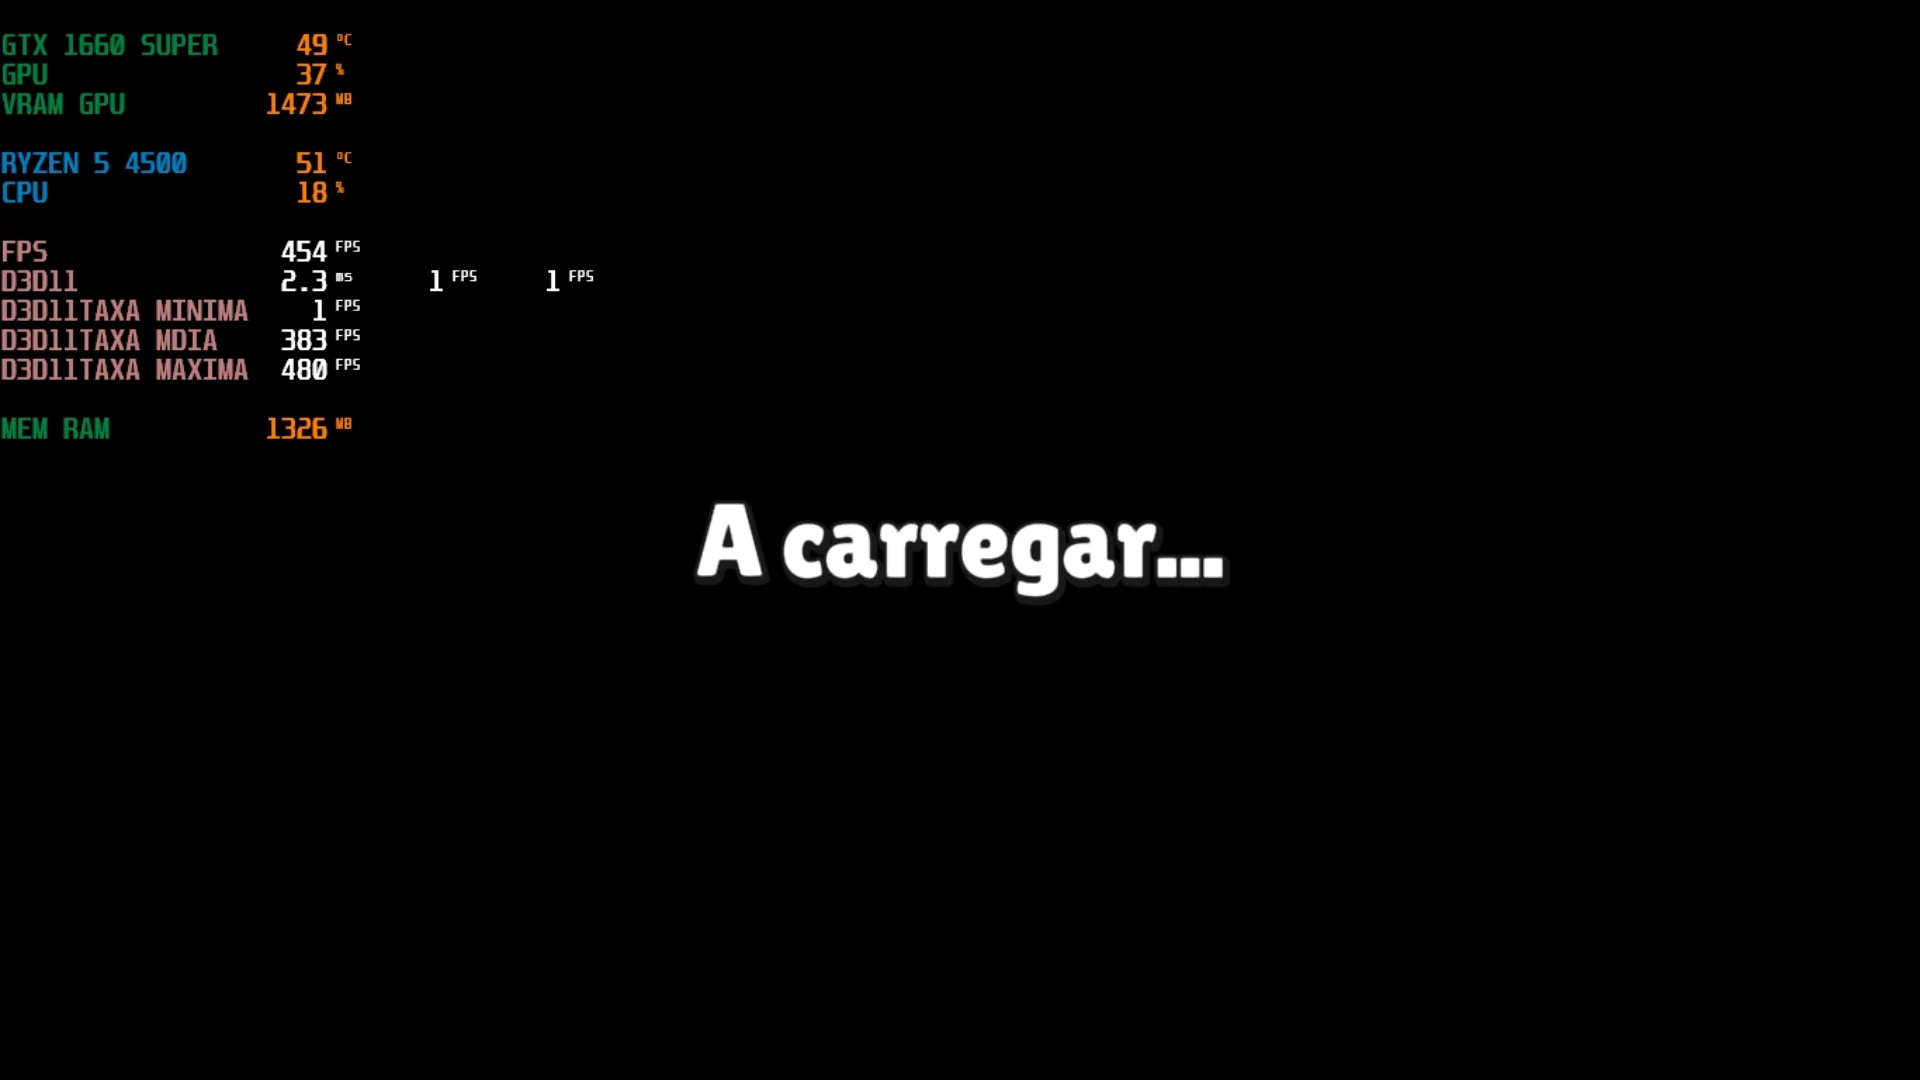 GTX 1660 SUPER 49 °C
GPU 37 %
VRAM GPU 1473 MB
RYZEN 5 4500 51 °C
CPU 18 %
FPS 454 FPS
D3D11 2.3 ms 1 FPS 1 FPS
D3D11TAXA MINIMA 1 FPS
D3D11TAXA MDIA 383 FPS
D3D11TAXA MAXIMA 480 FPS
MEM RAM 1326 MB
A carregar...